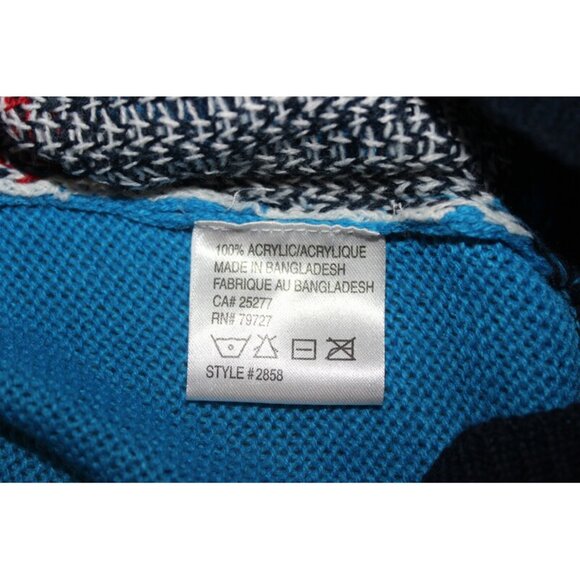 100% ACRYLIC/ACRYLIQUE
MADE IN BANGLADESH
FABRIQUE AU BANGLADESH
CA# 25277
RN# 79727
STYLE #2858